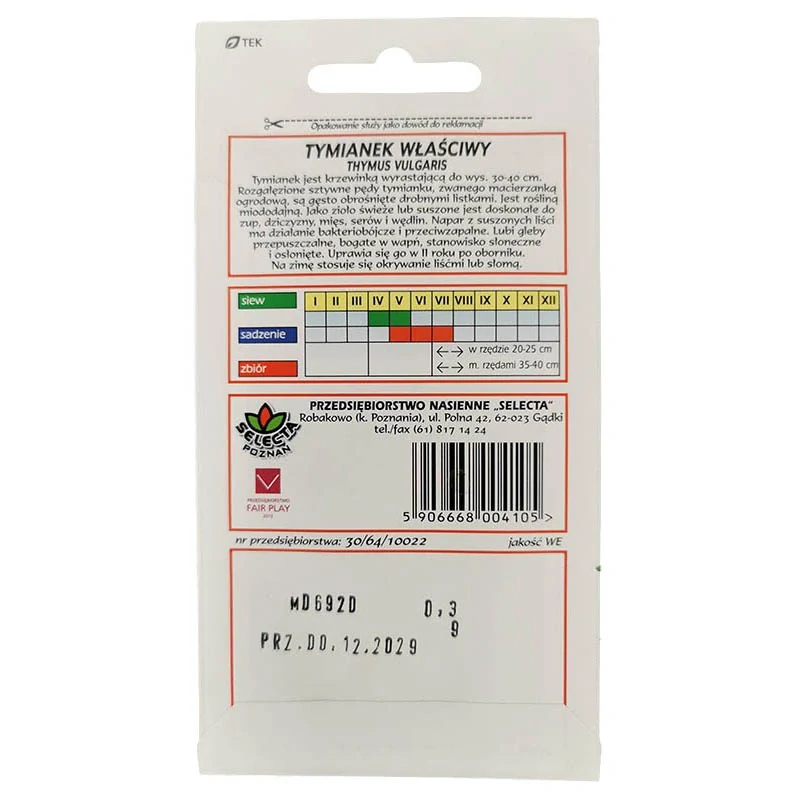 TEK
Opakowanie służy jako dowód do reklamacji
TYMIANEK WŁAŚCIWY
THYMUS VULGARIS
Tymianek jest krzewinką wyrastającą do wys. 30-40 cm.
Rozgałęzione sztywne pędy tymianku, zwanego macierzanką
ogrodową, są gęsto obrośnięte drobnymi listkami. Jest rośliną
miododajną. Jako zioło świeże lub suszone jest doskonałe do
zup, dziczyzny, mięs, serów i wędlin. Napar z suszonych liści
ma działanie bakteriobójcze i przeciwzapalne. Lubi gleby
przepuszczalne, bogate w wapń, stanowisko słoneczne
i osłonięte. Uprawia się go w II roku po oborniku.
Na zimę stosuje się okrywanie liśćmi lub słomą.
siew I II III IV V VI VII VIII IX X XI XII
sadzenie
w rzędzie 20-25 cm
zbiór m. rzędami 35-40 cm
PRZEDSIĘBIORSTWO NASIENNE „SELECTA"
Robakowo (k. Poznania), ul. Polna 42, 62-023 Gądki
tel./fax (61) 817 14 24
SELECTA
POZNAŃ
PRZEDSIĘBIORSTWO
FAIR PLAY
5 906668 004105 >
nr przedsiębiorstwa: 30/64/10022 jakość WE
MD692D 0,3
g
PRZ.DO.12.2029